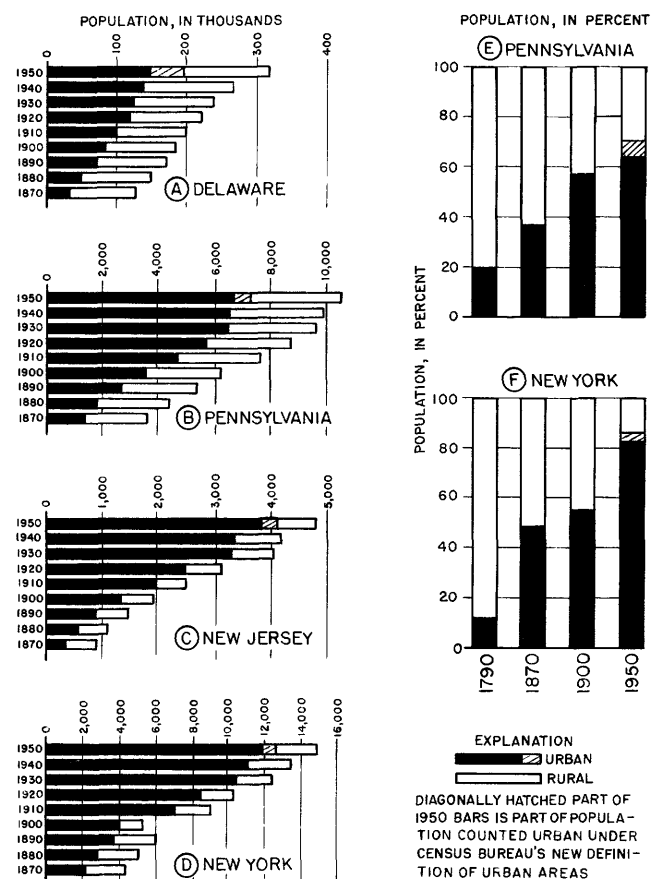 POPULATION, IN THOUSANDS
0 100 200 300 400
1950
1940
1930
1920
1910
1900
1890
1880
1870
A DELAWARE
0 2,000 4,000 6,000 8,000 10,000
1950
1940
1930
1920
1910
1900
1890
1880
1870
B PENNSYLVANIA
0 1,000 2,000 3,000 4,000 5,000
1950
1940
1930
1920
1910
1900
1890
1880
1870
C NEW JERSEY
0 2,000 4,000 6,000 8,000 10,000 12,000 14,000 16,000
1950
1940
1930
1920
1910
1900
1890
1880
1870
D NEW YORK
POPULATION, IN PERCENT
E PENNSYLVANIA
100
80
60
40
20
0
POPULATION, IN PERCENT
F NEW YORK
100
80
60
40
20
0
1790 1870 1900 1950
EXPLANATION
URBAN
RURAL
DIAGONALLY HATCHED PART OF
1950 BARS IS PART OF POPULA-
TION COUNTED URBAN UNDER
CENSUS BUREAU'S NEW DEFINI-
TION OF URBAN AREAS